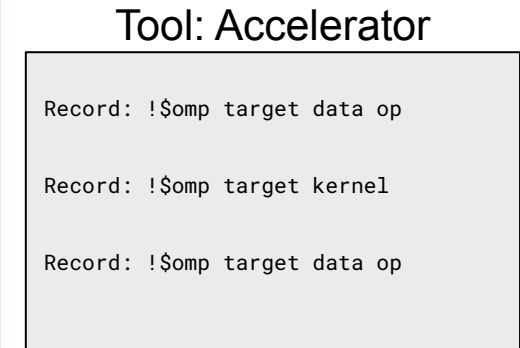 Tool: Accelerator
Record: !$omp target data op
Record: !$omp target kernel
Record: !$omp target data op